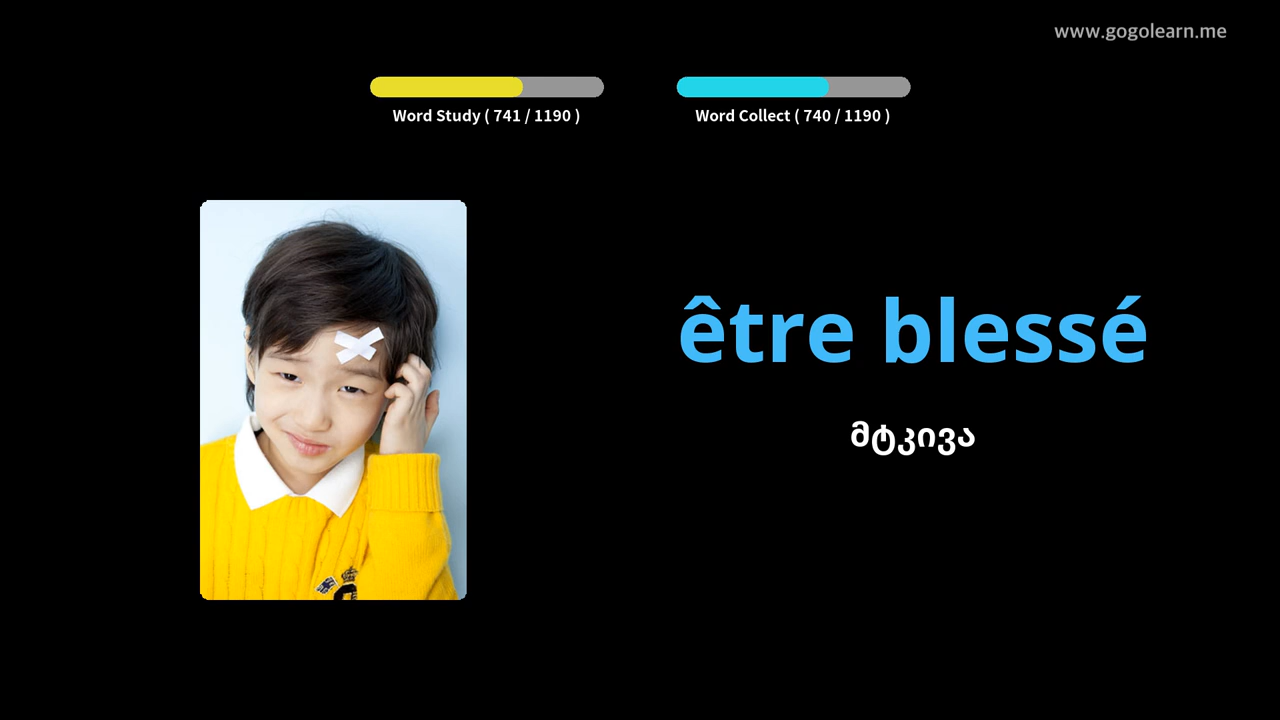 www.gogolearn.me
Word Study ( 741 / 1190 )
Word Collect ( 740 / 1190 )
être blessé
მტკივა